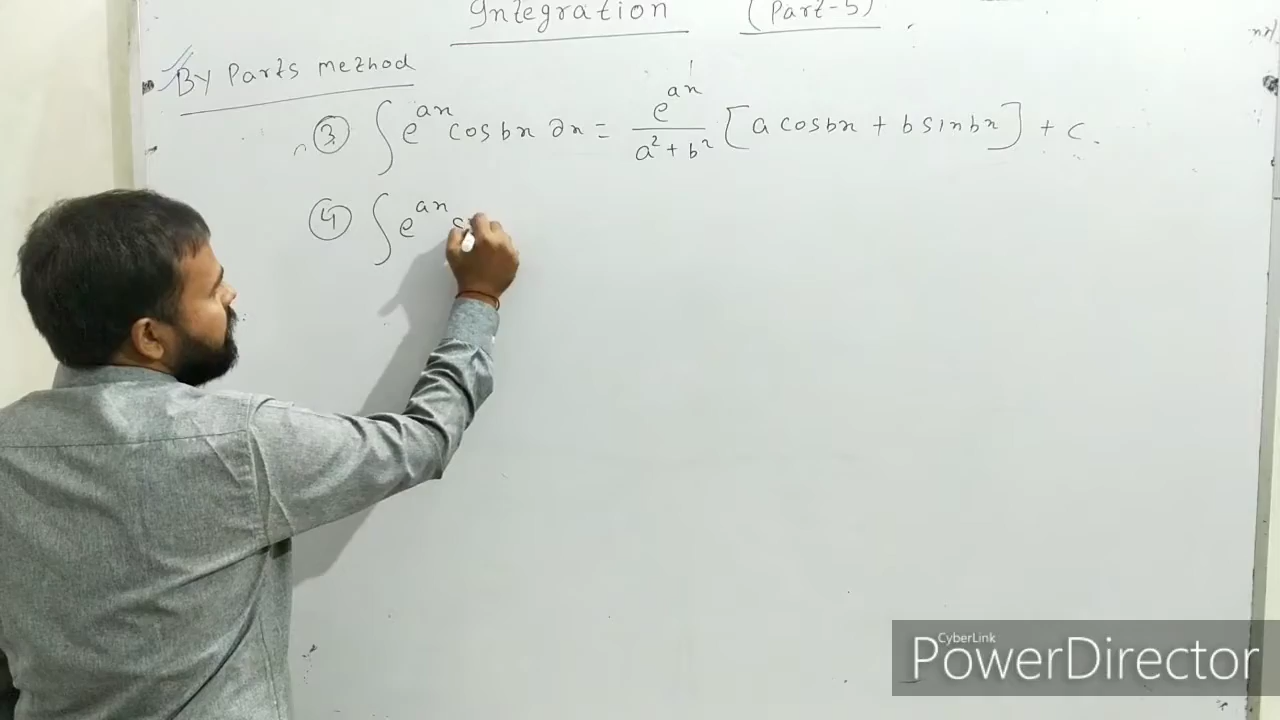 Integration (Part-5)
By Parts method
③ ∫ e^{ax} cos bx dx = e^{ax} / (a² + b²) [a cos bx + b sin bx] + c.
④ ∫ e^{ax} s
CyberLink
PowerDirector